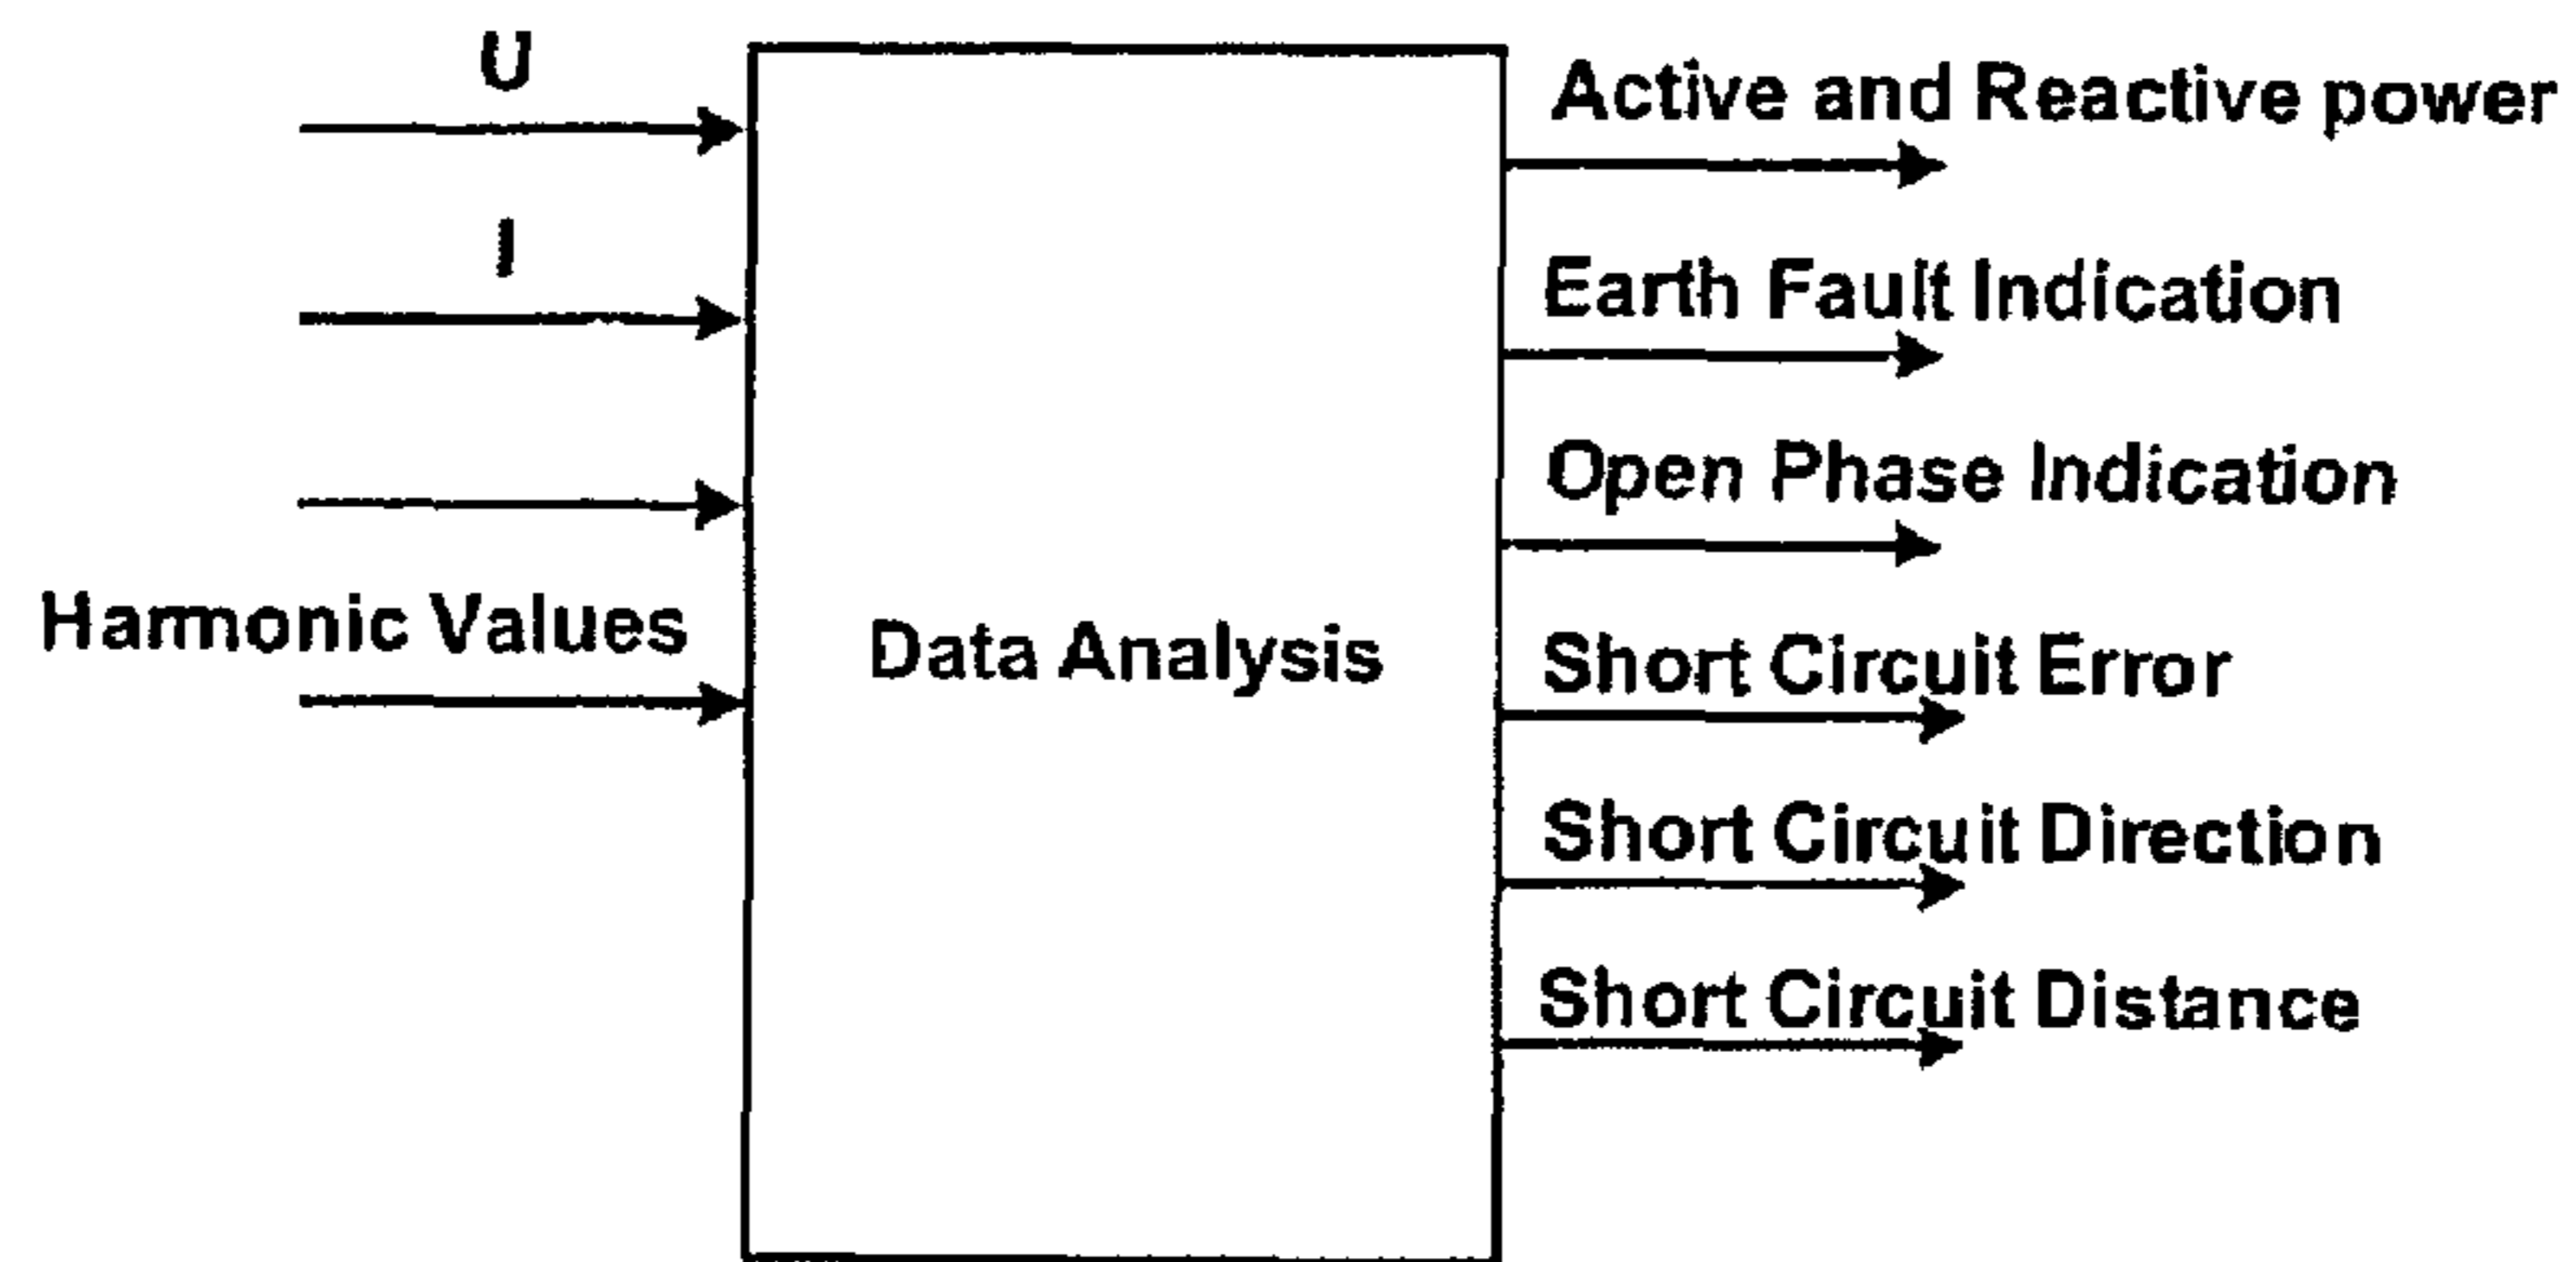 U
I
Harmonic Values
Data Analysis
Active and Reactive power
Earth Fault Indication
Open Phase Indication
Short Circuit Error
Short Circuit Direction
Short Circuit Distance